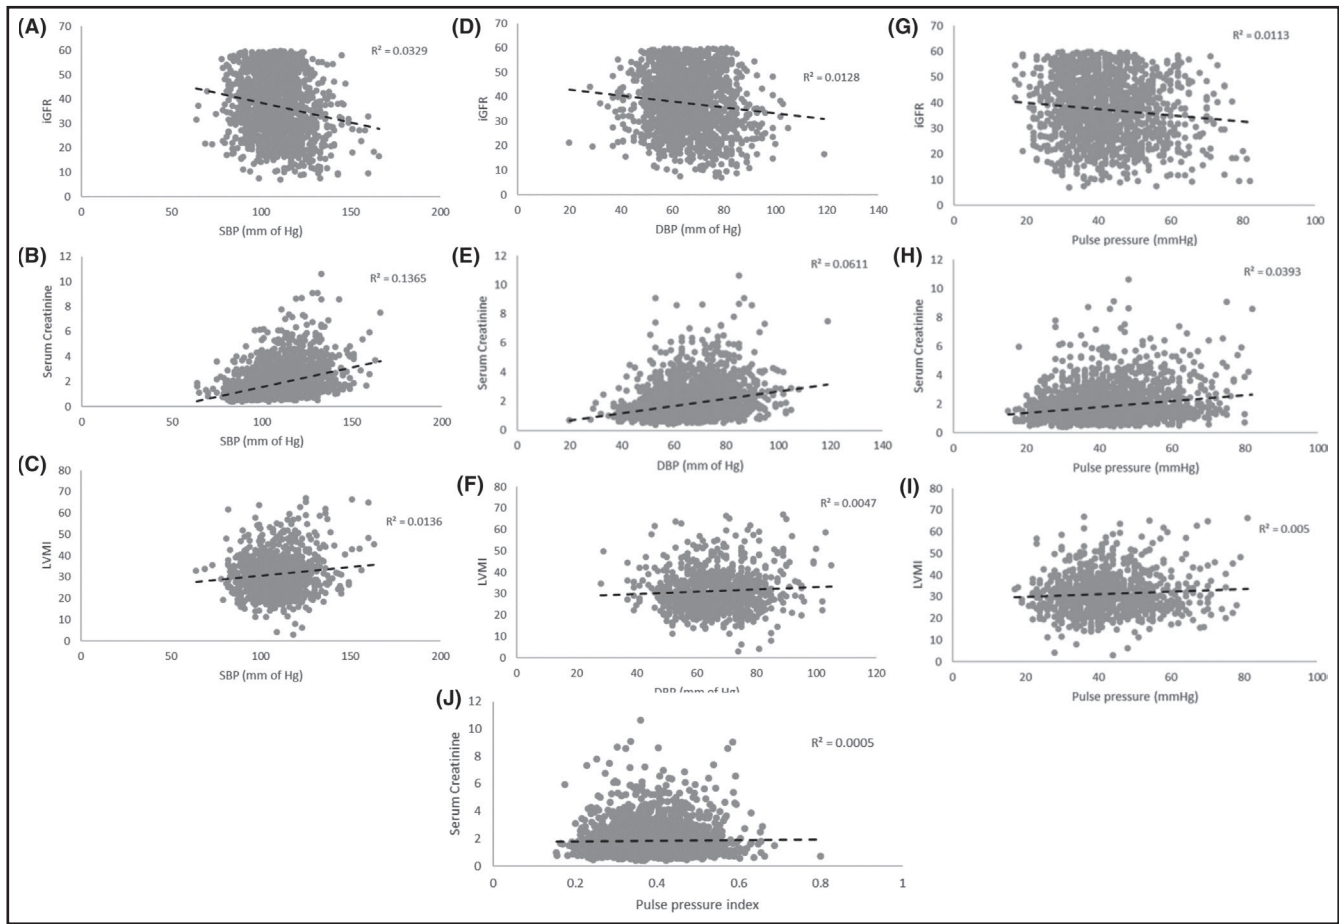 (A)
70
60
50
40
30
20
10
0
iGFR
R² = 0.0329
0 50 100 150 200
SBP (mm of Hg)
(B)
12
10
8
6
4
2
0
Serum Creatinine
R² = 0.1365
0 50 100 150 200
SBP (mm of Hg)
(C)
80
70
60
50
40
30
20
10
0
LVMI
R² = 0.0136
0 50 100 150 200
SBP (mm of Hg)
(D)
70
60
50
40
30
20
10
0
iGFR
R² = 0.0128
0 20 40 60 80 100 120 140
DBP (mm of Hg)
(E)
12
10
8
6
4
2
0
Serum Creatinine
R² = 0.0611
0 20 40 60 80 100 120 140
DBP (mm of Hg)
(F)
80
70
60
50
40
30
20
10
0
LVMI
R² = 0.0047
0 20 40 60 80 100 120
DBP (mm of Hg)
(G)
70
60
50
40
30
20
10
0
iGFR
R² = 0.0113
0 20 40 60 80 100
Pulse pressure (mmHg)
(H)
12
10
8
6
4
2
0
Serum Creatinine
R² = 0.0393
0 20 40 60 80 100
Pulse pressure (mmHg)
(I)
80
70
60
50
40
30
20
10
0
LVMI
R² = 0.005
0 20 40 60 80 100
Pulse pressure (mmHg)
(J)
12
10
8
6
4
2
0
Serum Creatinine
R² = 0.0005
0 0.2 0.4 0.6 0.8 1
Pulse pressure index